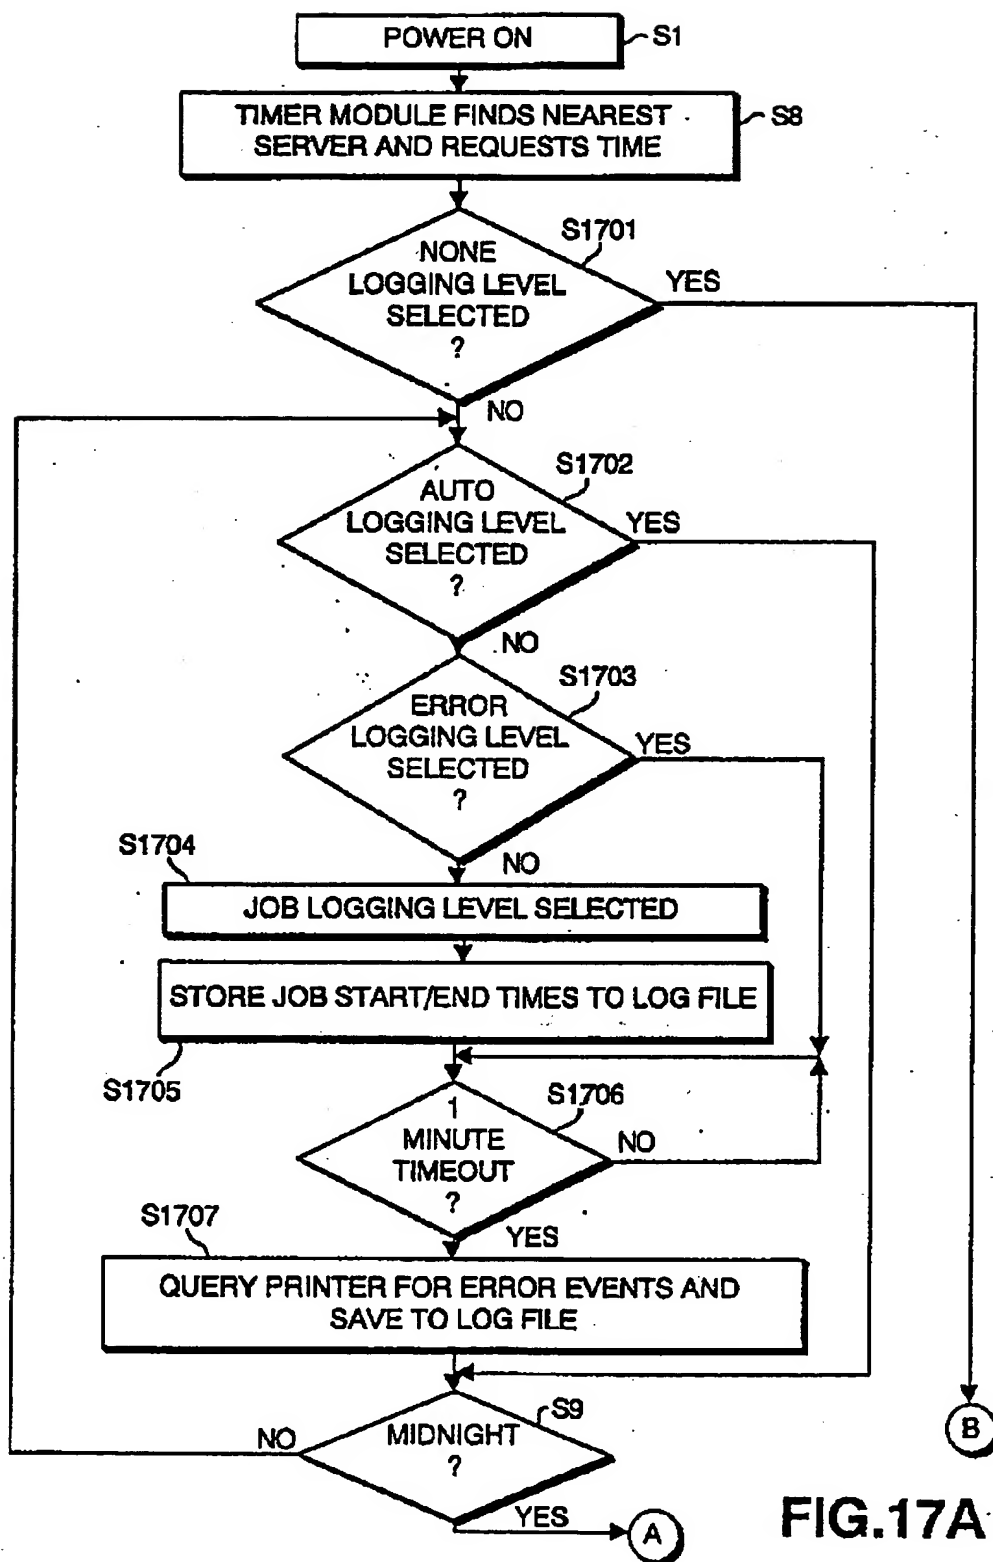 POWER ON
S1
TIMER MODULE FINDS NEAREST
SERVER AND REQUESTS TIME
S8
S1701
NONE
LOGGING LEVEL
SELECTED
?
YES
NO
S1702
AUTO
LOGGING LEVEL
SELECTED
?
YES
NO
S1703
ERROR
LOGGING LEVEL
SELECTED
?
YES
NO
S1704
JOB LOGGING LEVEL SELECTED
STORE JOB START/END TIMES TO LOG FILE
S1705
S1706
1
MINUTE
TIMEOUT
?
NO
YES
S1707
QUERY PRINTER FOR ERROR EVENTS AND
SAVE TO LOG FILE
S9
MIDNIGHT
?
NO
YES
A
B
FIG.17A